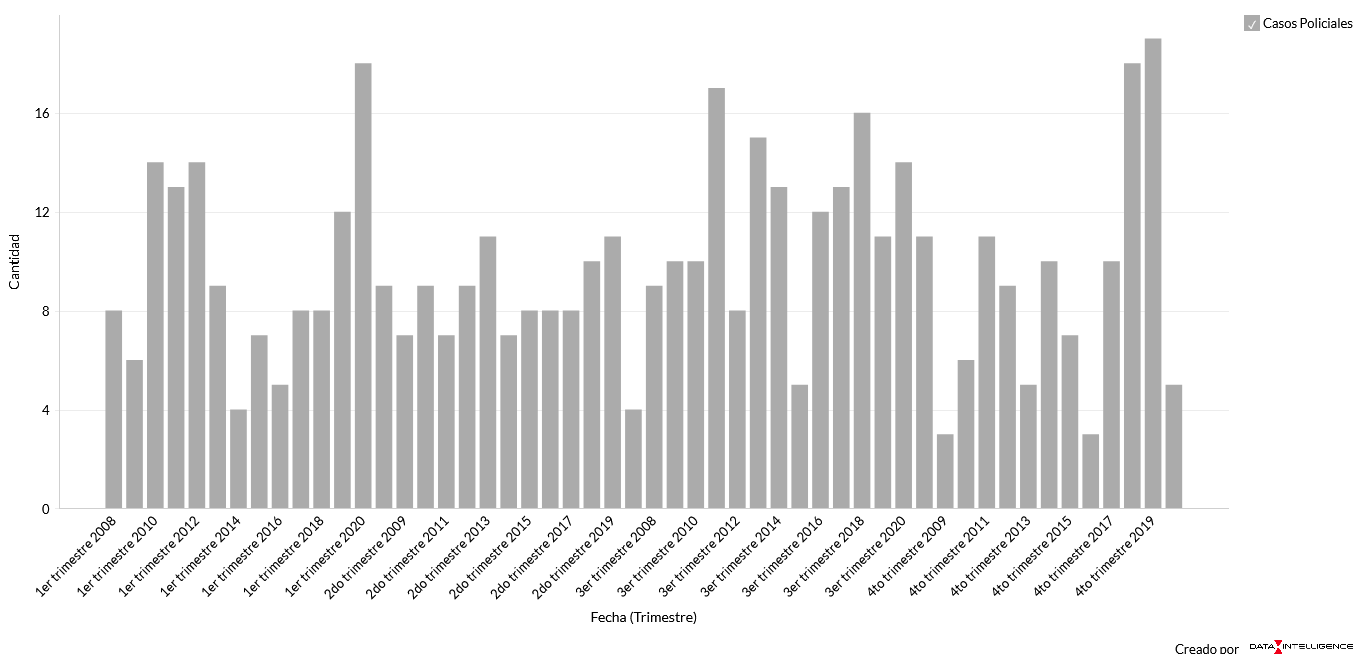 Casos Policiales
16
12
8
4
0
Cantidad
1er trimestre 2008
1er trimestre 2010
1er trimestre 2012
1er trimestre 2014
1er trimestre 2016
1er trimestre 2018
1er trimestre 2020
2do trimestre 2009
2do trimestre 2011
2do trimestre 2013
2do trimestre 2015
2do trimestre 2017
2do trimestre 2019
3er trimestre 2008
3er trimestre 2010
3er trimestre 2012
3er trimestre 2014
3er trimestre 2016
3er trimestre 2018
3er trimestre 2020
4to trimestre 2009
4to trimestre 2011
4to trimestre 2013
4to trimestre 2015
4to trimestre 2017
4to trimestre 2019
Fecha (Trimestre)
Creado por DATA INTELLIGENCE